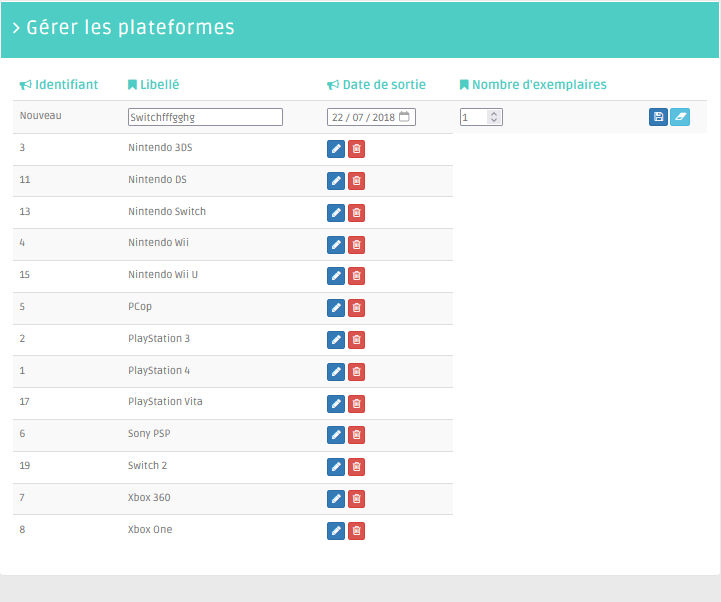 > Gérer les plateformes
Identifiant Libellé Date de sortie Nombre d'exemplaires
Nouveau Switchfffgghg 22 / 07 / 2018 1
3 Nintendo 3DS
11 Nintendo DS
13 Nintendo Switch
4 Nintendo Wii
15 Nintendo Wii U
5 PCop
2 PlayStation 3
1 PlayStation 4
17 PlayStation Vita
6 Sony PSP
19 Switch 2
7 Xbox 360
8 Xbox One